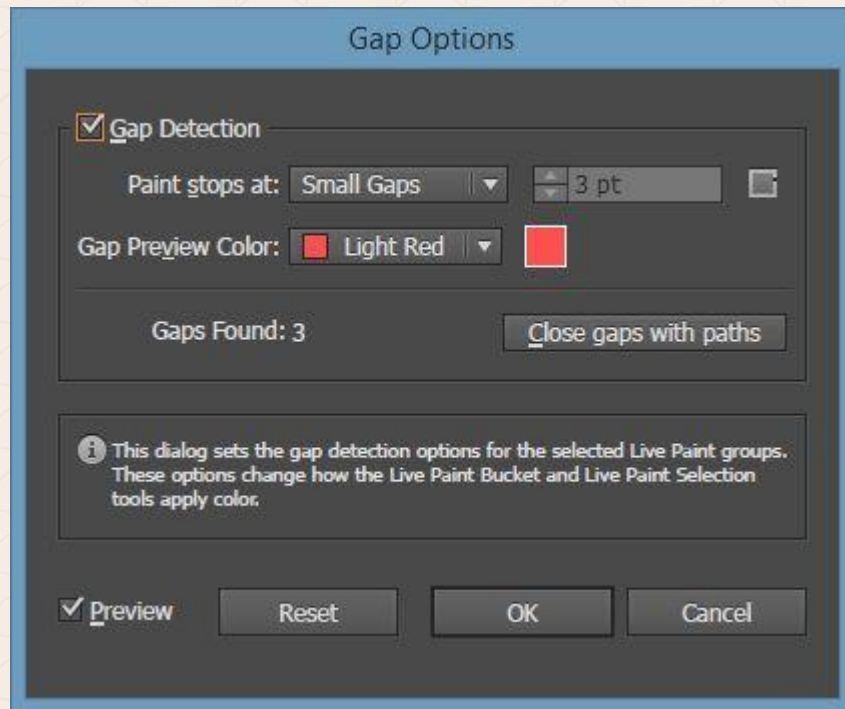 Gap Options
Gap Detection
Paint stops at: Small Gaps 3 pt
Gap Preview Color: Light Red
Gaps Found: 3 Close gaps with paths
This dialog sets the gap detection options for the selected Live Paint groups.
These options change how the Live Paint Bucket and Live Paint Selection
tools apply color.
Preview Reset OK Cancel